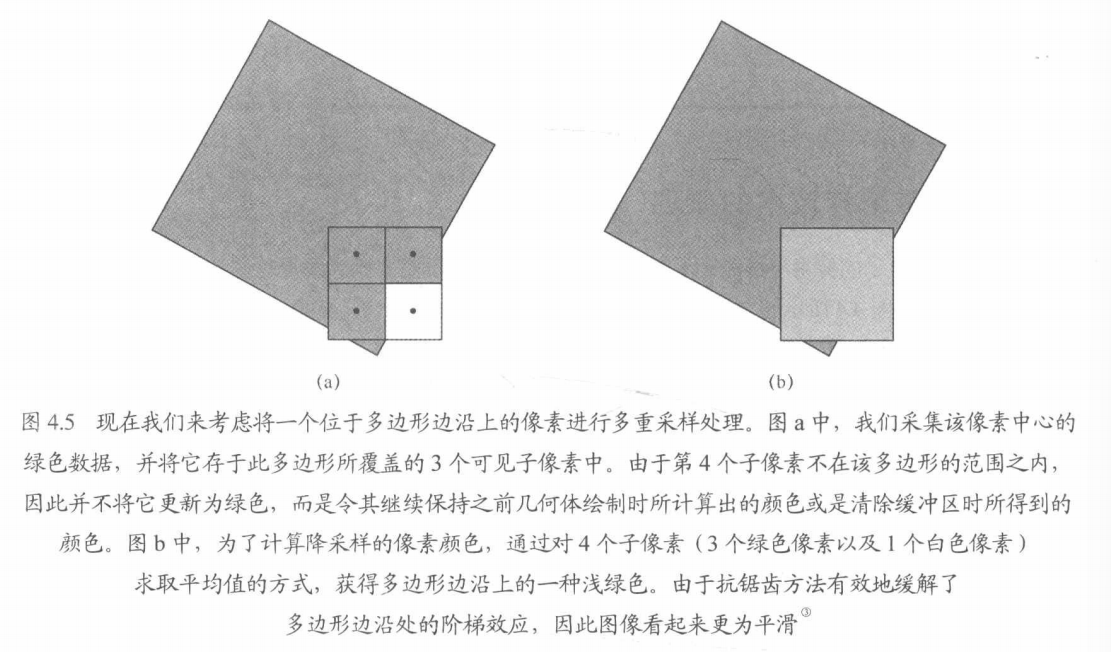 (a)
(b)
图 4.5 现在我们来考虑将一个位于多边形边沿上的像素进行多重采样处理。图 a 中，我们采集该像素中心的
绿色数据，并将它存于此多边形所覆盖的 3 个可见子像素中。由于第 4 个子像素不在该多边形的范围之内，
因此并不将它更新为绿色，而是令其继续保持之前几何体绘制时所计算出的颜色或是清除缓冲区时所得到的
颜色。图 b 中，为了计算降采样的像素颜色，通过对 4 个子像素（3 个绿色像素以及 1 个白色像素）
求取平均值的方式，获得多边形边沿上的一种浅绿色。由于抗锯齿方法有效地缓解了
多边形边沿处的阶梯效应，因此图像看起来更为平滑③